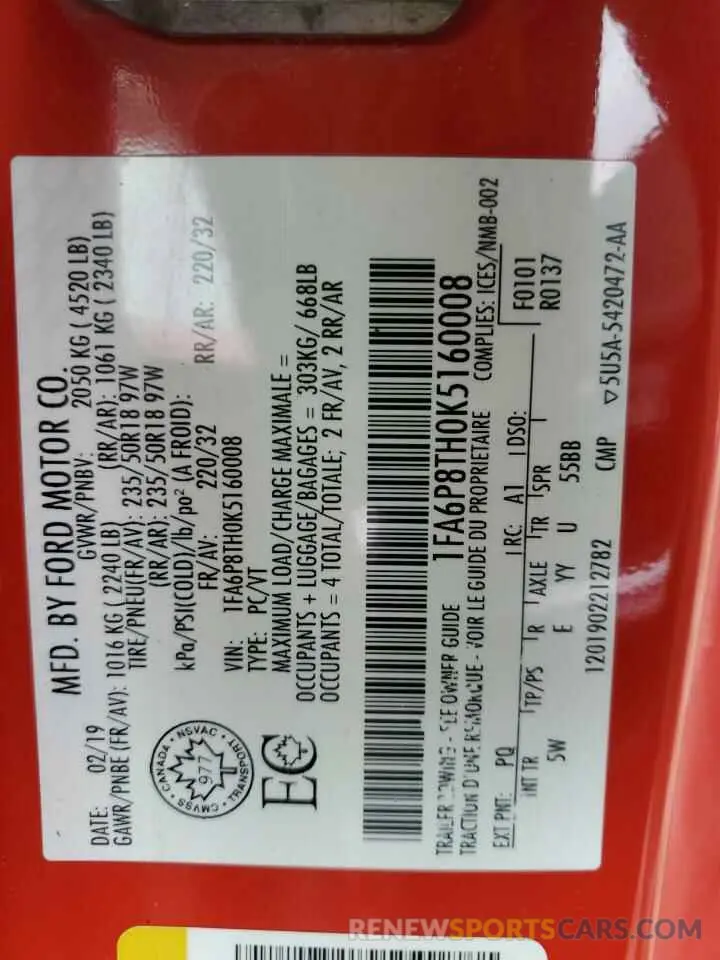 MFD. BY FORD MOTOR CO.
DATE: 02/19 GVWR/PNBV: 2050 KG ( 4520 LB)
GAWR/PNBE (FR/AV): 1016 KG ( 2240 LB) (RR/AR): 1061 KG ( 2340 LB)
TIRE/PNEU(FR/AV): 235/50R18 97W
(RR/AR): 235/50R18 97W
kPa/PSI(COLD)/lb/po² (A FROID):
FR/AV: 220/32 RR/AR: 220/32
VIN: 1FA6P8TH0K5160008
TYPE: PC/VT
MAXIMUM LOAD/CHARGE MAXIMALE =
OCCUPANTS + LUGGAGE/BAGAGES = 303KG/ 668LB
OCCUPANTS = 4 TOTAL/TOTALE; 2 FR/AV, 2 RR/AR
CANADA · NSVAC · TRANSPORT · CMVSS
977
T
EC
1FA6P8TH0K5160008
TRAILER TOWING - SEE OWNER GUIDE
TRACTION D'UNE REMORQUE - VOIR LE GUIDE DU PROPRIETAIRE COMPLIES: ICES/NMB-002
EXT PNT: PQ RC: A1 DSO: F0101
R0137
INT TR TP/PS R AXLE TR SPR
5W E YY U 55BB
1201902212782 CMP ▽5U5A-5420472-AA
RENEWSPORTSCARS.COM